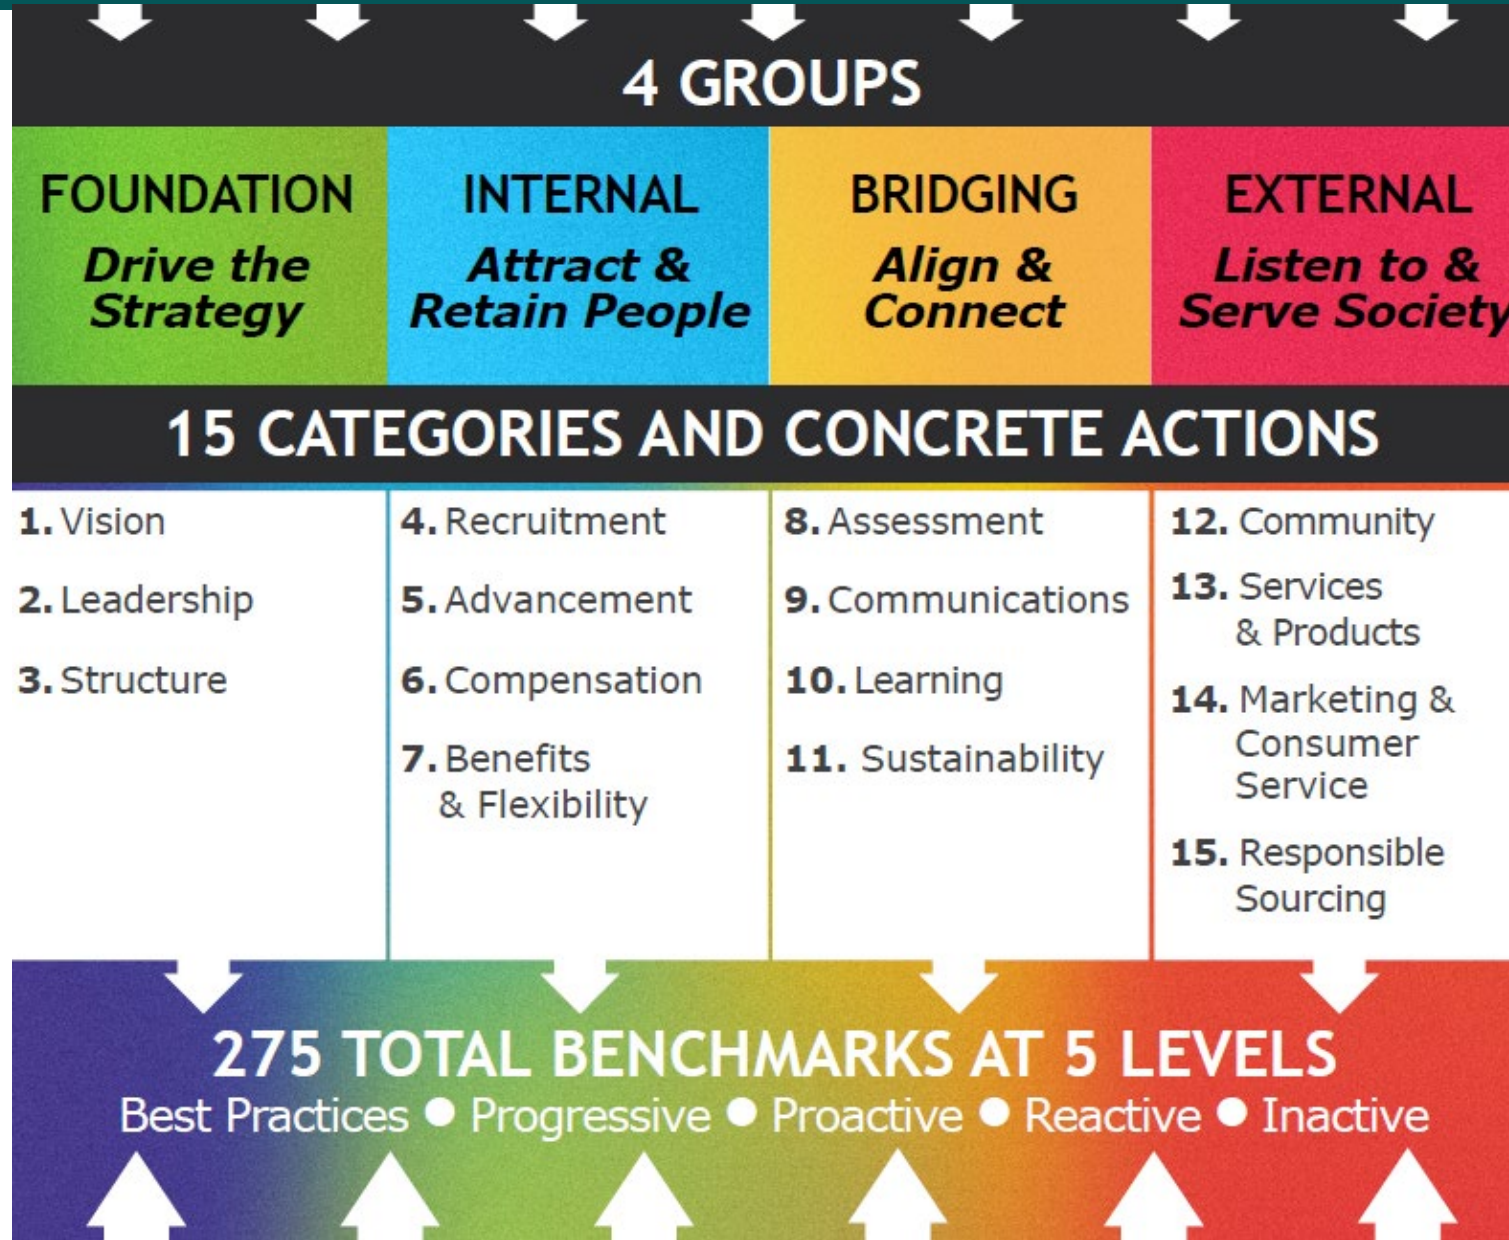 4 GROUPS
FOUNDATION
Drive the
Strategy
INTERNAL
Attract &
Retain People
BRIDGING
Align &
Connect
EXTERNAL
Listen to &
Serve Society
15 CATEGORIES AND CONCRETE ACTIONS
1. Vision
2. Leadership
3. Structure
4. Recruitment
5. Advancement
6. Compensation
7. Benefits
& Flexibility
8. Assessment
9. Communications
10. Learning
11. Sustainability
12. Community
13. Services
& Products
14. Marketing &
Consumer
Service
15. Responsible
Sourcing
275 TOTAL BENCHMARKS AT 5 LEVELS
Best Practices ● Progressive ● Proactive ● Reactive ● Inactive